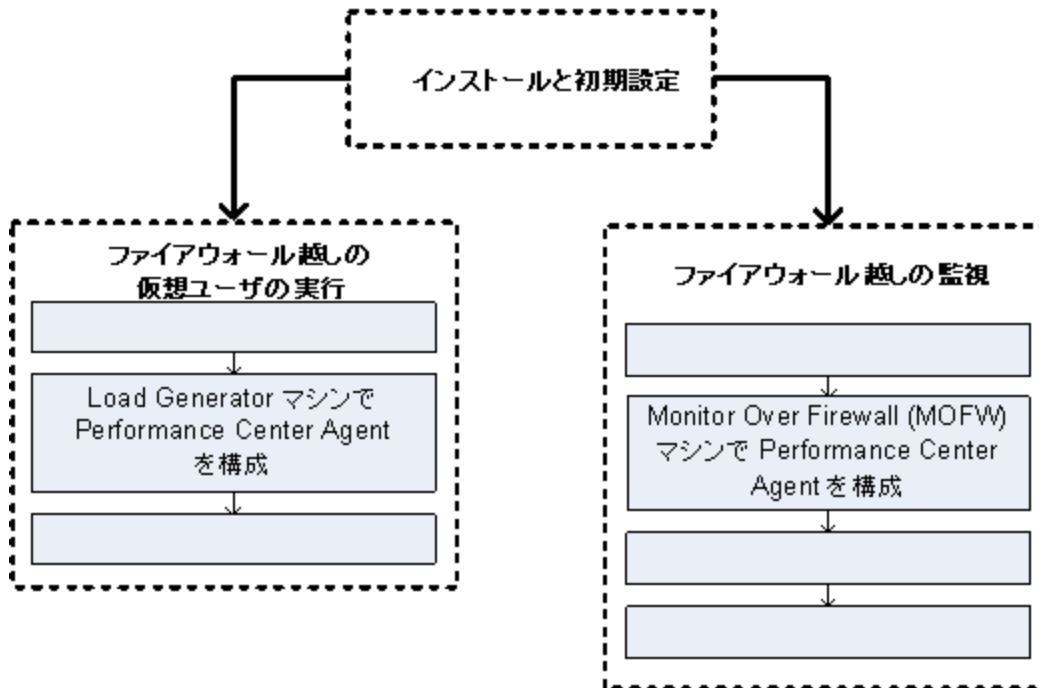 インストールと初期設定
ファイアウォール越しの
仮想ユーザの実行
Load Generator マシンで
Performance Center Agent
を構成
ファイアウォール越しの監視
Monitor Over Firewall (MOFW)
マシンで Performance Center
Agent を構成